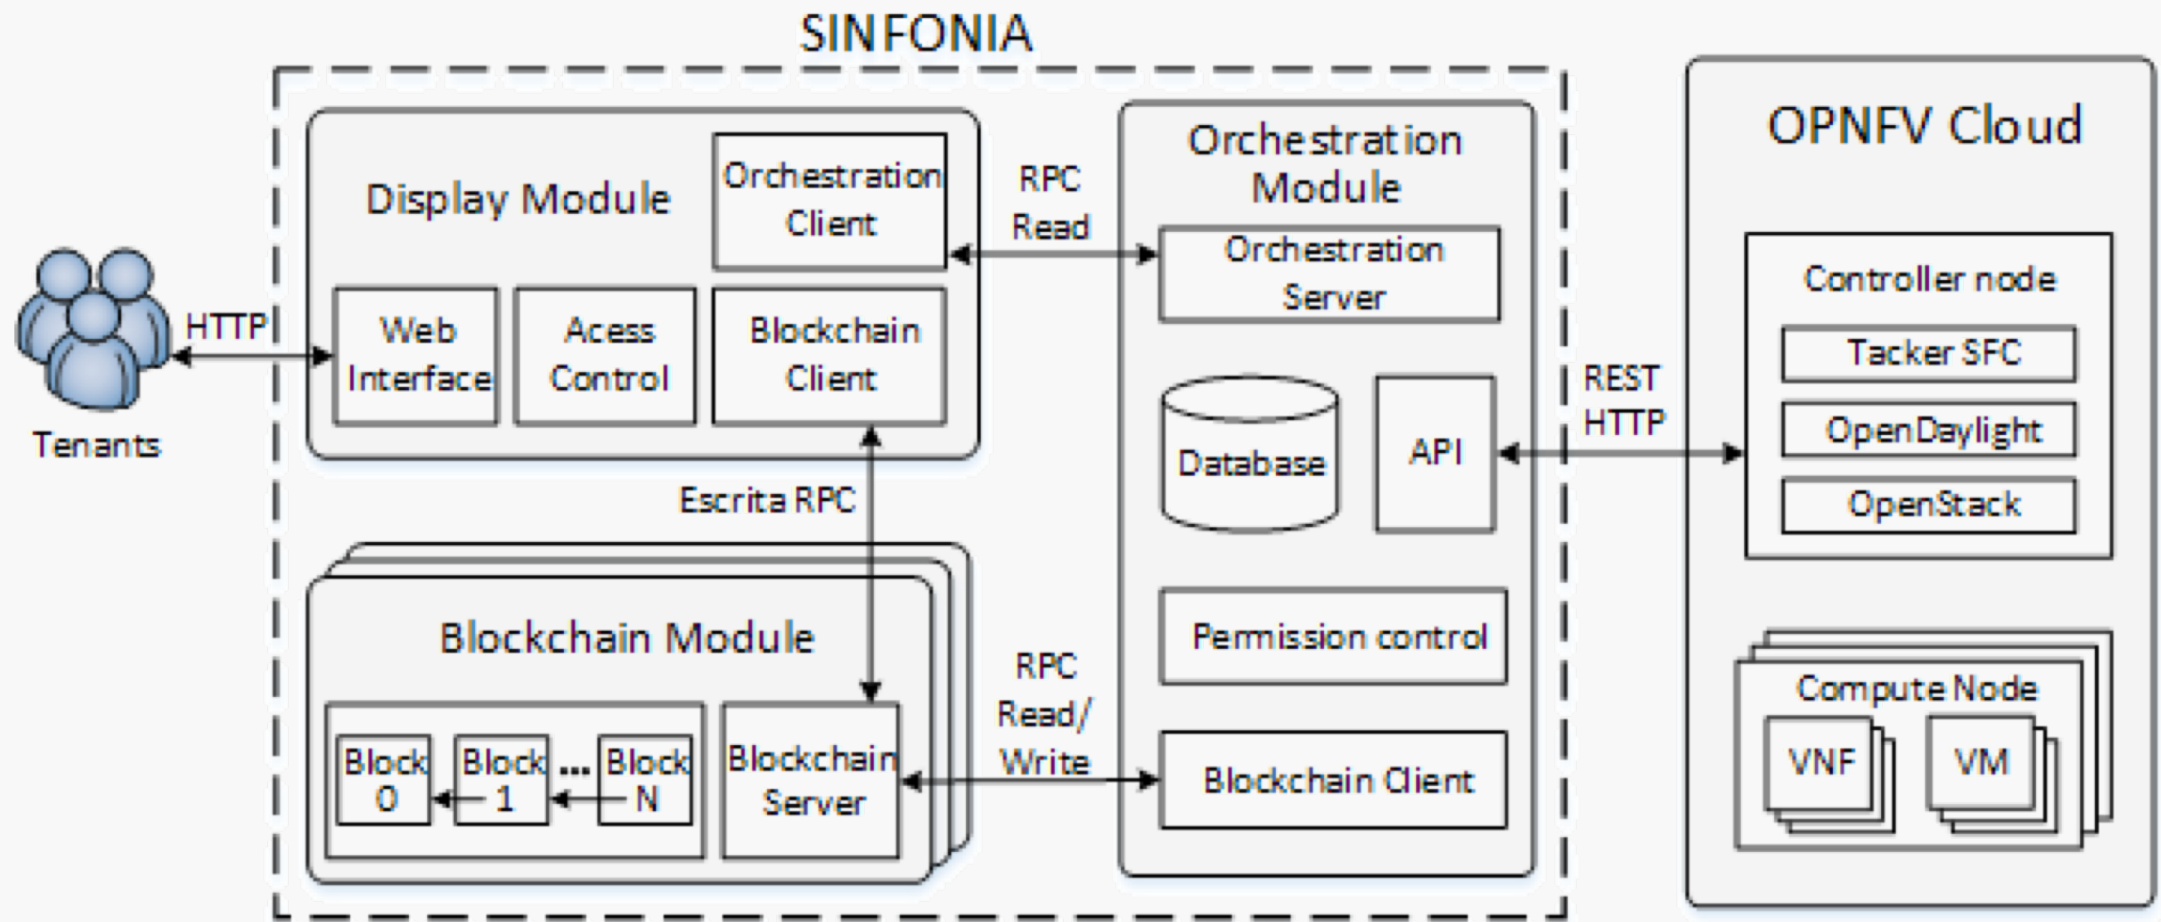 SINFONIA
Display Module
Orchestration
Client
Web
Interface
Acess
Control
Blockchain
Client
HTTP
Tenants
RPC
Read
Escrita RPC
Blockchain Module
Block
0
Block
1
...
Block
N
Blockchain
Server
RPC
Read/
Write
Orchestration
Module
Orchestration
Server
Database
API
Permission control
Blockchain Client
REST
HTTP
OPNFV Cloud
Controller node
Tacker SFC
OpenDaylight
OpenStack
Compute Node
VNF
VM